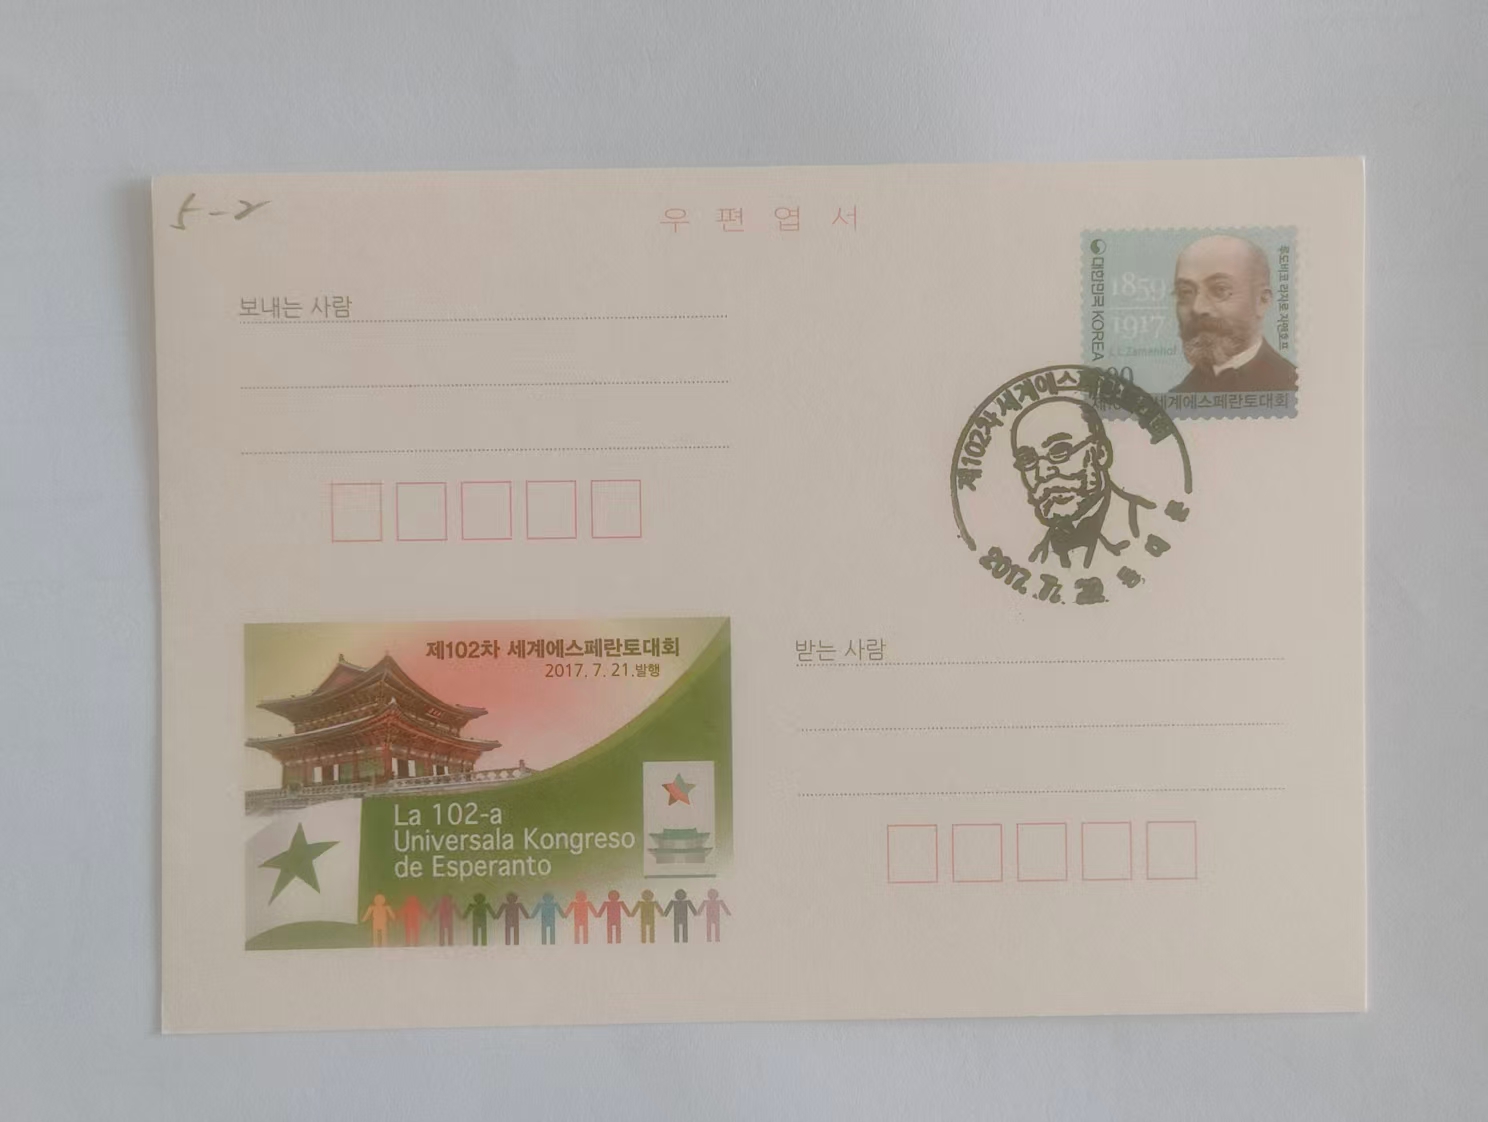 5-2
우편엽서
보내는 사람
대한민국 KOREA
1859
1917
L.L.Zamenhof
루도비코 라자로 자멘호프
세계에스페란토대회
제102차 세계에스페란토대회
제102차 세계에스페란토대회
2017. 7. 21.발행
La 102-a
Universala Kongreso
de Esperanto
받는 사람